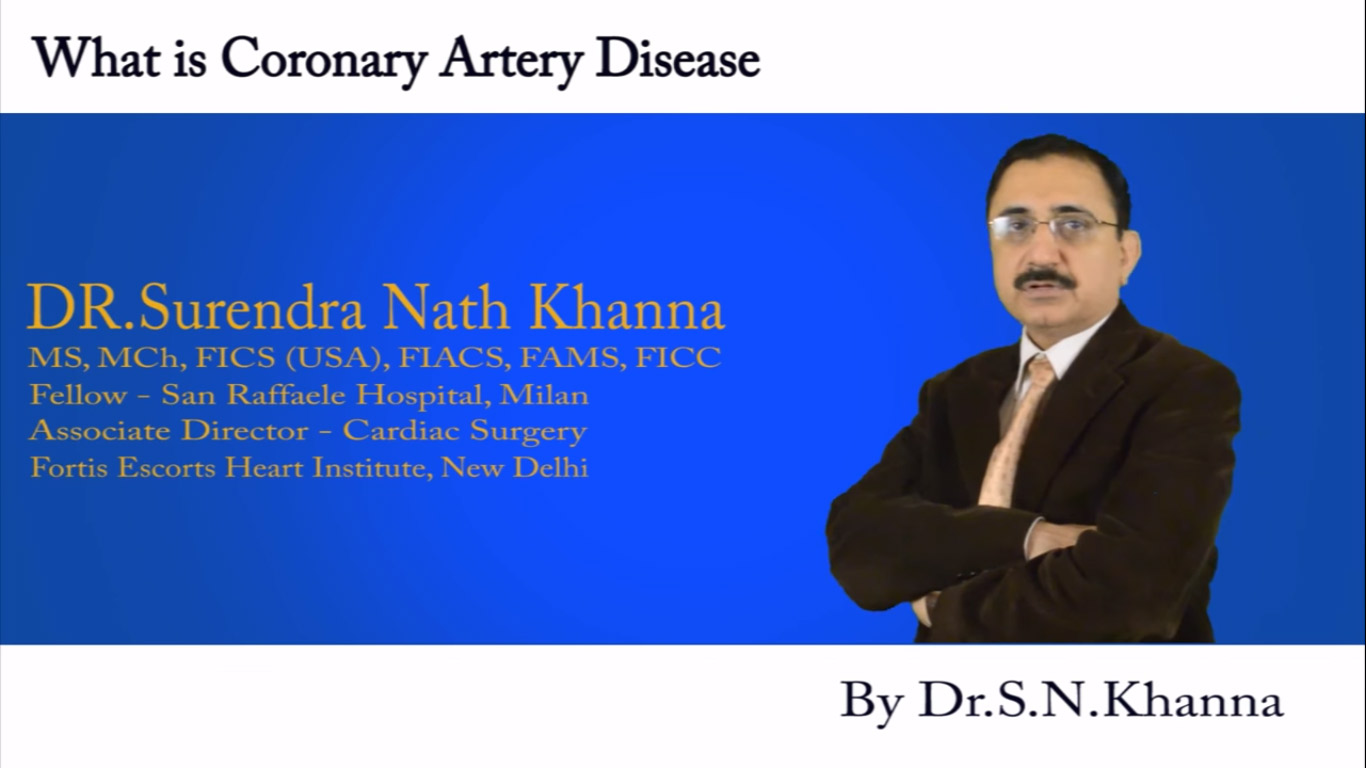 What is Coronary Artery Disease
DR.Surendra Nath Khanna
MS, MCh, FICS (USA), FIACS, FAMS, FICC
Fellow - San Raffaele Hospital, Milan
Associate Director - Cardiac Surgery
Fortis Escorts Heart Institute, New Delhi
By Dr.S.N.Khanna